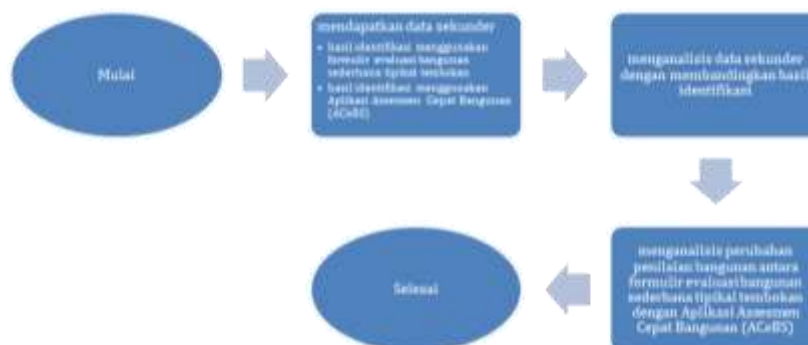 Mulai
mendapatkan data sekunder
• hasil identifikasi menggunakan
formulir evaluasi bangunan
sederhana tipikal tembokan
• hasil identifikasi menggunakan
Aplikasi Assesmen Cepat Bangunan
(ACeBS)
menganalisis data sekunder
dengan membandingkan hasil
identifikasi
menganalisis perubahan
penilaian bangunan antara
formulir evaluasi bangunan
sederhana tipikal tembokan
dengan Aplikasi Assesmen
Cepat Bangunan (ACeBS)
Selesai